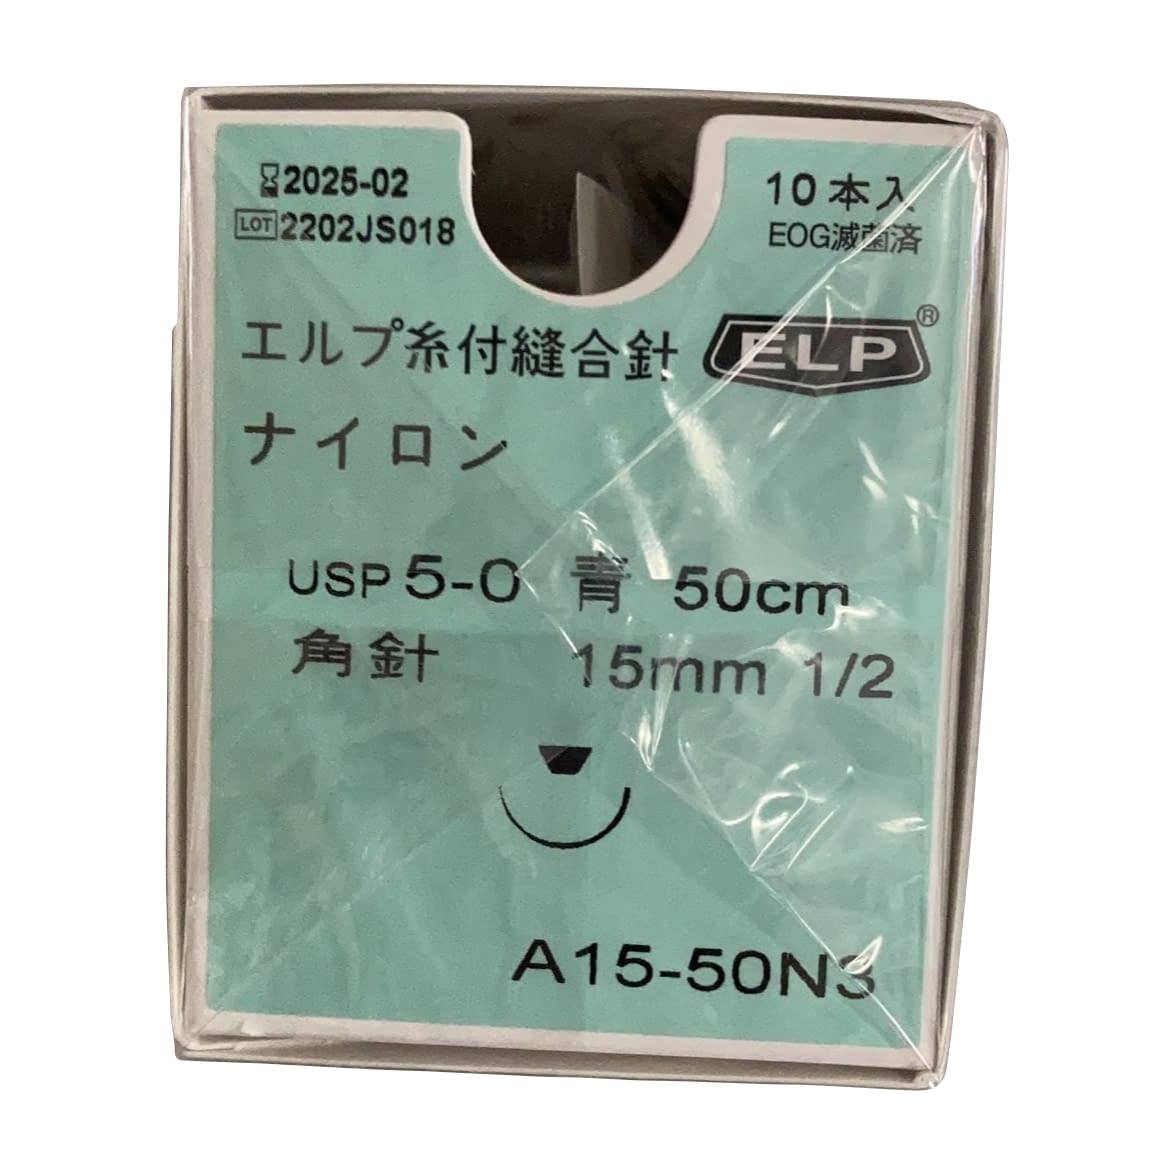 2025-02
LOT 2202JS018
10本入
EOG滅菌済
エルプ糸付縫合針 ELP®
ナイロン
USP 5-0 青 50cm
角針 15mm 1/2
A15-50N3